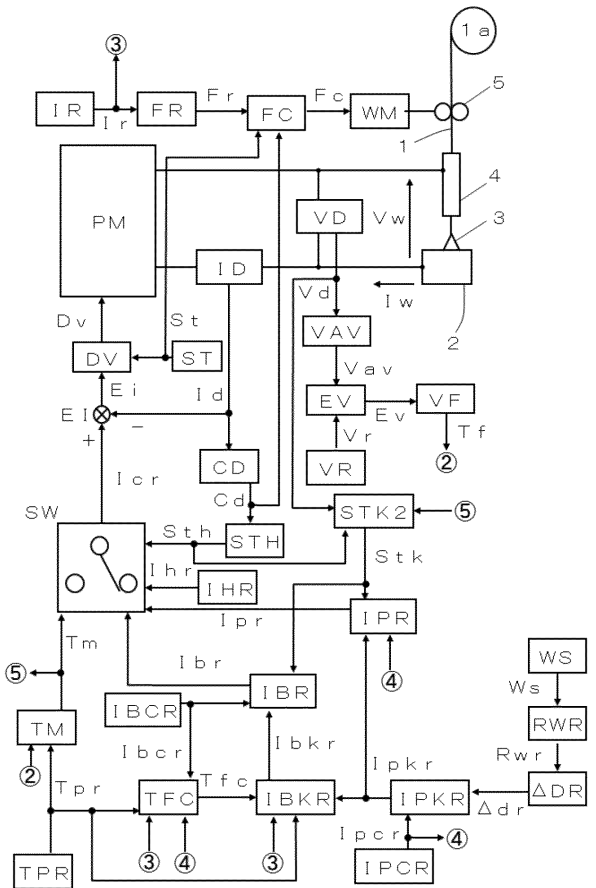 1a
③
5
IR
Ir
FR
Fr
FC
Fc
WM
1
4
PM
VD
Vw
3
ID
Vd
Iw
2
Dv
St
VAV
DV
ST
Vav
Ei
Id
EV
Ev
VF
EI
+
−
Vr
Tf
②
CD
VR
Icr
Cd
SW
Sth
STH
STK2
⑤
Stk
Ihr
IHR
Ipr
IPR
Tm
④
⑤
Ibr
WS
Ws
IBCR
IBR
TM
RWR
②
Ibcr
Ibkr
Rwr
Tpr
Tfc
Ipkr
TFC
IBKR
IPKR
Δdr
ΔDR
③
④
③
Ipcr
④
TPR
IPCR